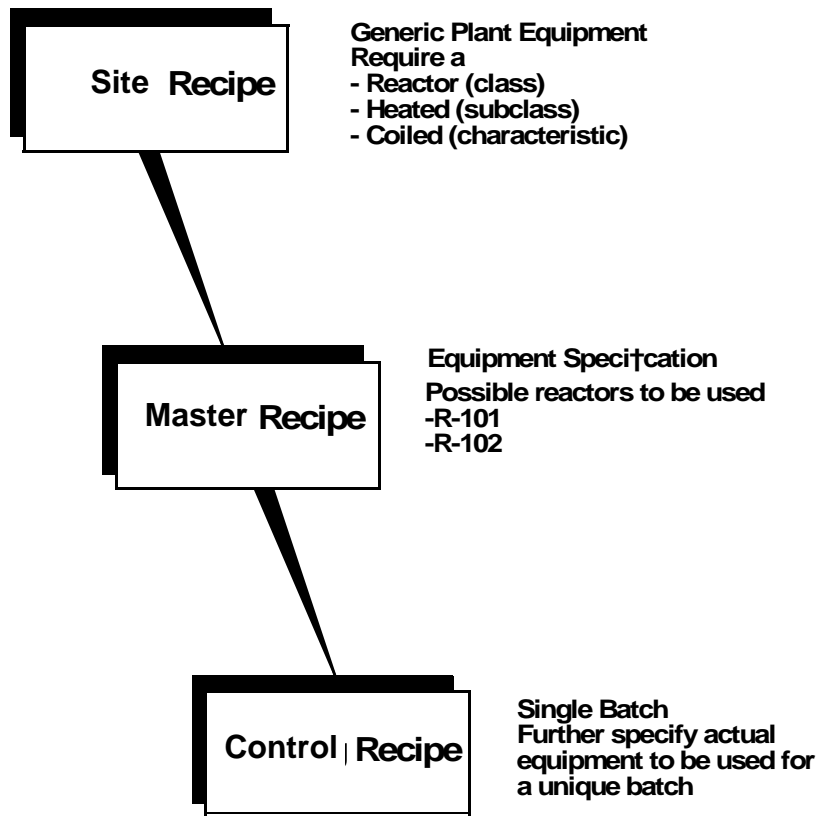 Site Recipe
Generic Plant Equipment
Require a
- Reactor (class)
- Heated (subclass)
- Coiled (characteristic)
Master Recipe
Equipment Speci†cation
Possible reactors to be used
-R-101
-R-102
Control Recipe
Single Batch
Further specify actual
equipment to be used for
a unique batch